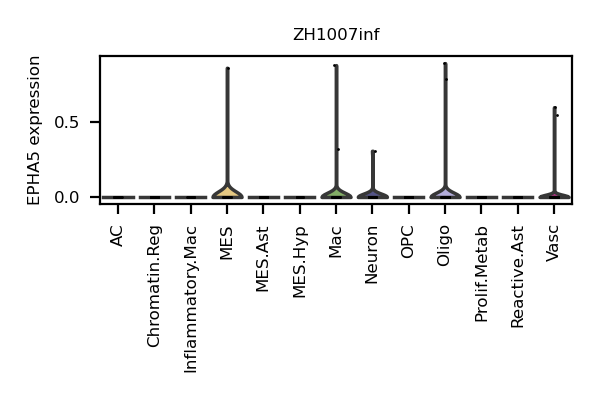 ZH1007inf
EPHA5 expression
0.5
0.0
AC
Chromatin.Reg
Inflammatory.Mac
MES
MES.Ast
MES.Hyp
Mac
Neuron
OPC
Oligo
Prolif.Metab
Reactive.Ast
Vasc